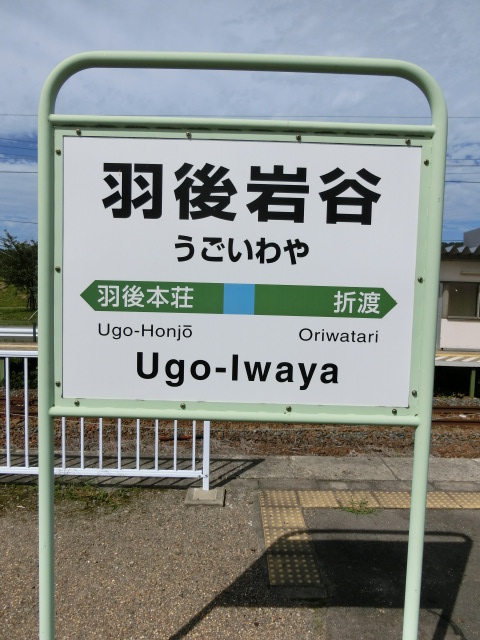 羽後岩谷
うごいわや
羽後本荘 折渡
Ugo-Honjō Oriwatari
Ugo-Iwaya